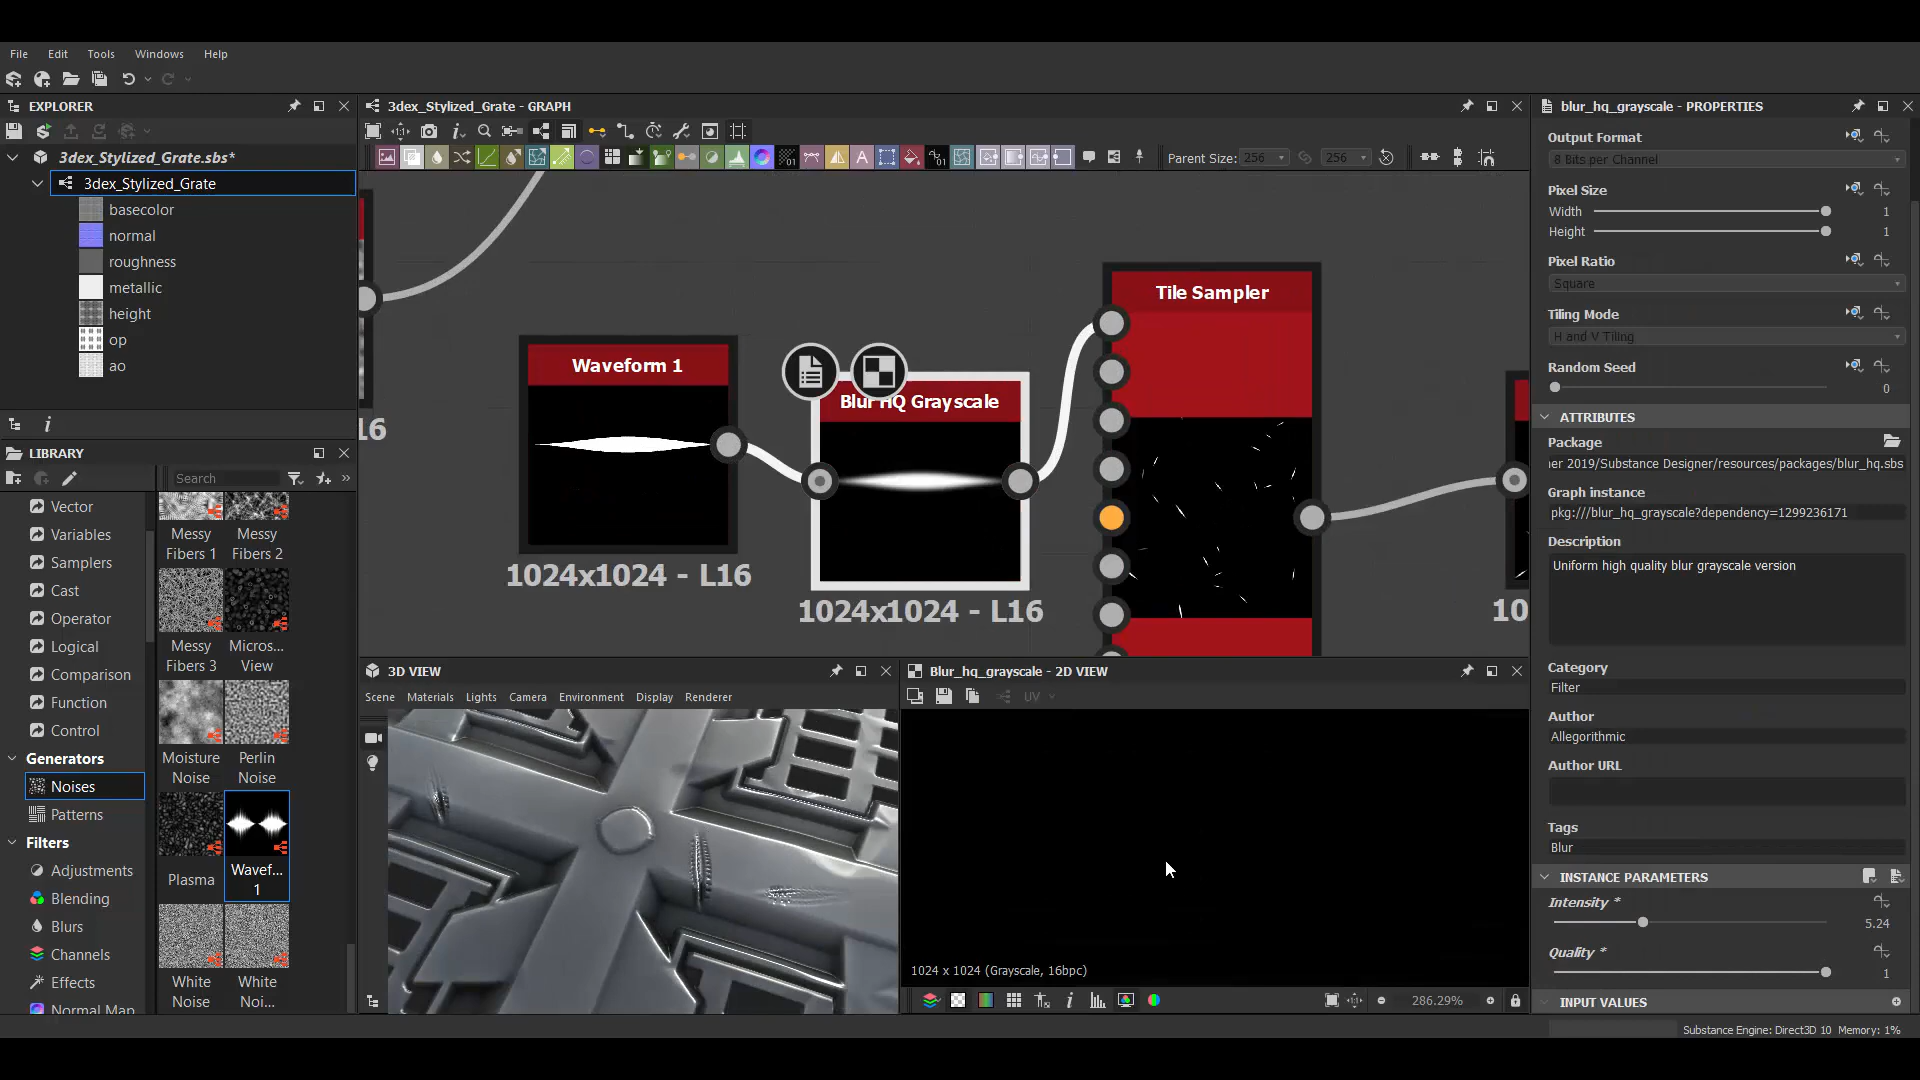 File Edit Tools Windows Help
EXPLORER
3dex_Stylized_Grate.sbs*
3dex_Stylized_Grate
basecolor
normal
roughness
metallic
height
op
ao
LIBRARY
Search
Vector
Variables
Samplers
Cast
Operator
Logical
Comparison
Function
Control
Generators
Noises
Patterns
Filters
Adjustments
Blending
Blurs
Channels
Effects
Normal Map
Messy
Fibers 1
Messy
Fibers 2
Messy
Fibers 3
Micros...
View
Moisture
Noise
Perlin
Noise
Plasma
Wavef...
1
White
Noise
White
Noi...
3dex_Stylized_Grate - GRAPH
Parent Size: 256 256
16
Waveform 1
1024x1024 - L16
Blur HQ Grayscale
1024x1024 - L16
Tile Sampler
10
3D VIEW
Scene Materials Lights Camera Environment Display Renderer
Blur_hq_grayscale - 2D VIEW
UV
1024 x 1024 (Grayscale, 16bpc)
286.29%
blur_hq_grayscale - PROPERTIES
Output Format
8 Bits per Channel
Pixel Size
Width 1
Height 1
Pixel Ratio
Square
Tiling Mode
H and V Tiling
Random Seed
0
ATTRIBUTES
Package
er 2019/Substance Designer/resources/packages/blur_hq.sbs
Graph instance
pkg:///blur_hq_grayscale?dependency=1299236171
Description
Uniform high quality blur grayscale version
Category
Filter
Author
Allegorithmic
Author URL
Tags
Blur
INSTANCE PARAMETERS
Intensity *
5.24
Quality *
1
INPUT VALUES
Substance Engine: Direct3D 10 Memory: 1%